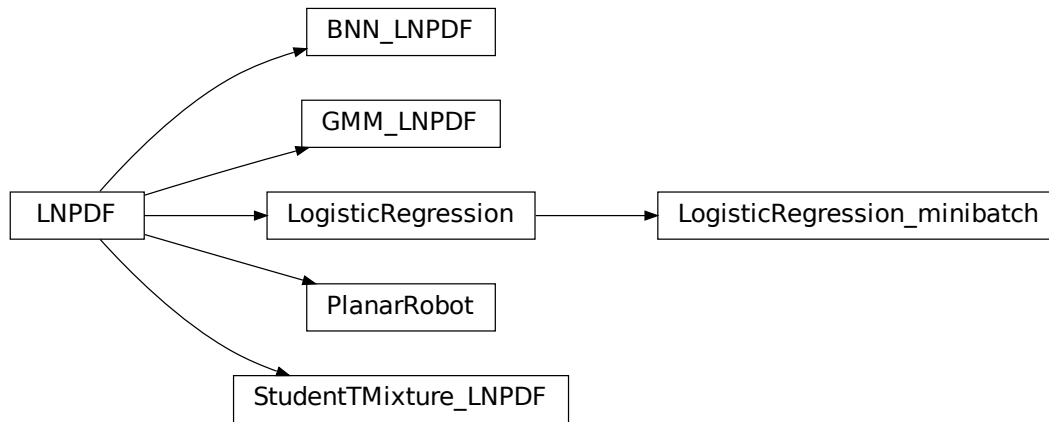 BNN_LNPDF
GMM_LNPDF
LNPDF
LogisticRegression
LogisticRegression_minibatch
PlanarRobot
StudentTMixture_LNPDF